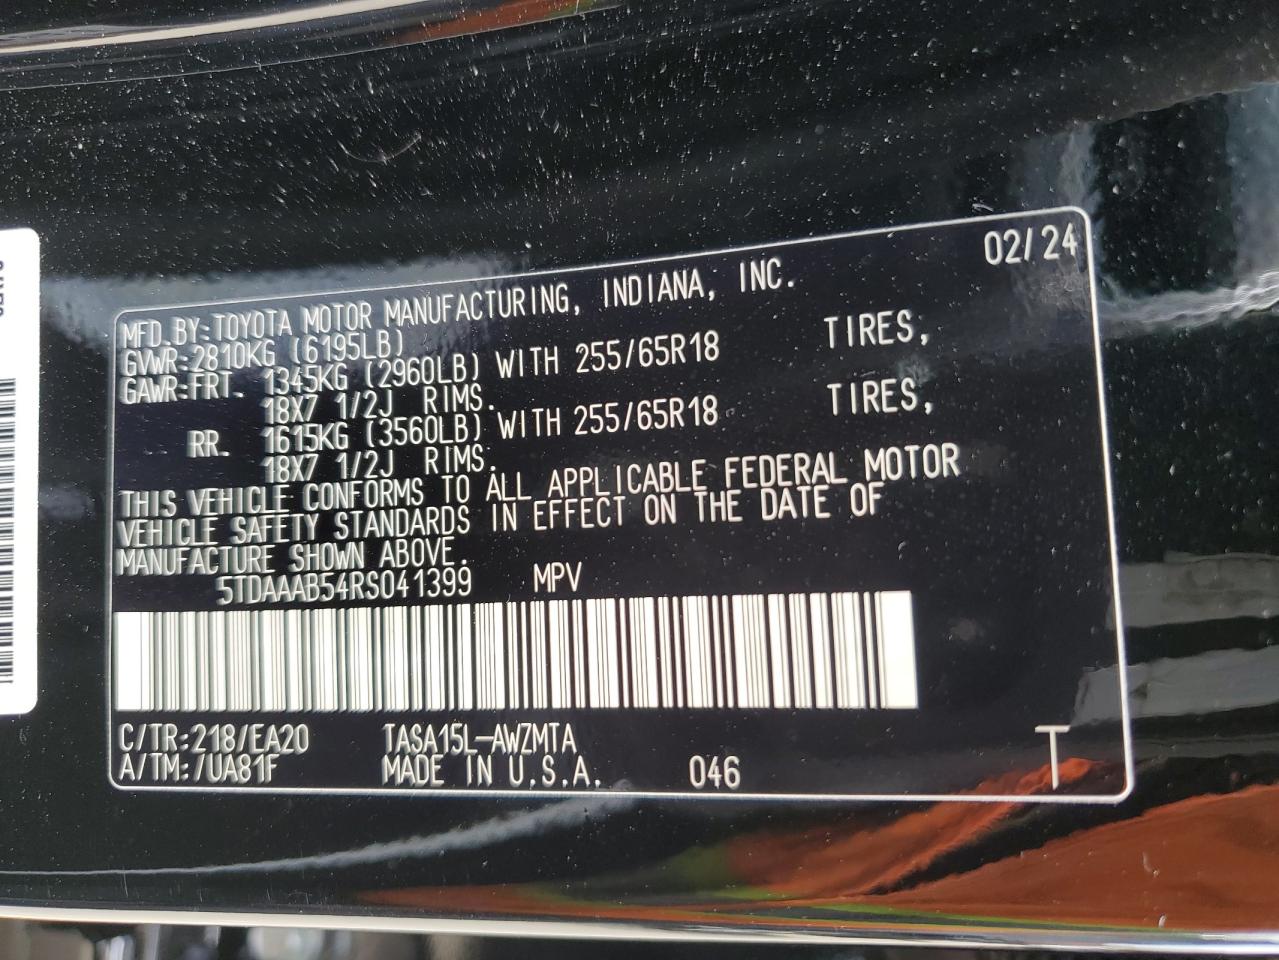 02/24
MFD.BY:TOYOTA MOTOR MANUFACTURING, INDIANA, INC.
GVWR:2810KG (6195LB)
GAWR:FRT. 1345KG (2960LB) WITH 255/65R18 TIRES,
18X7 1/2J RIMS.
RR. 1615KG (3560LB) WITH 255/65R18 TIRES,
18X7 1/2J RIMS.
THIS VEHICLE CONFORMS TO ALL APPLICABLE FEDERAL MOTOR
VEHICLE SAFETY STANDARDS IN EFFECT ON THE DATE OF
MANUFACTURE SHOWN ABOVE.
5TDAAAB54RS041399 MPV
C/TR:218/EA20 TASA15L-AWZMTA
A/TM:/UA81F MADE IN U.S.A. 046 T